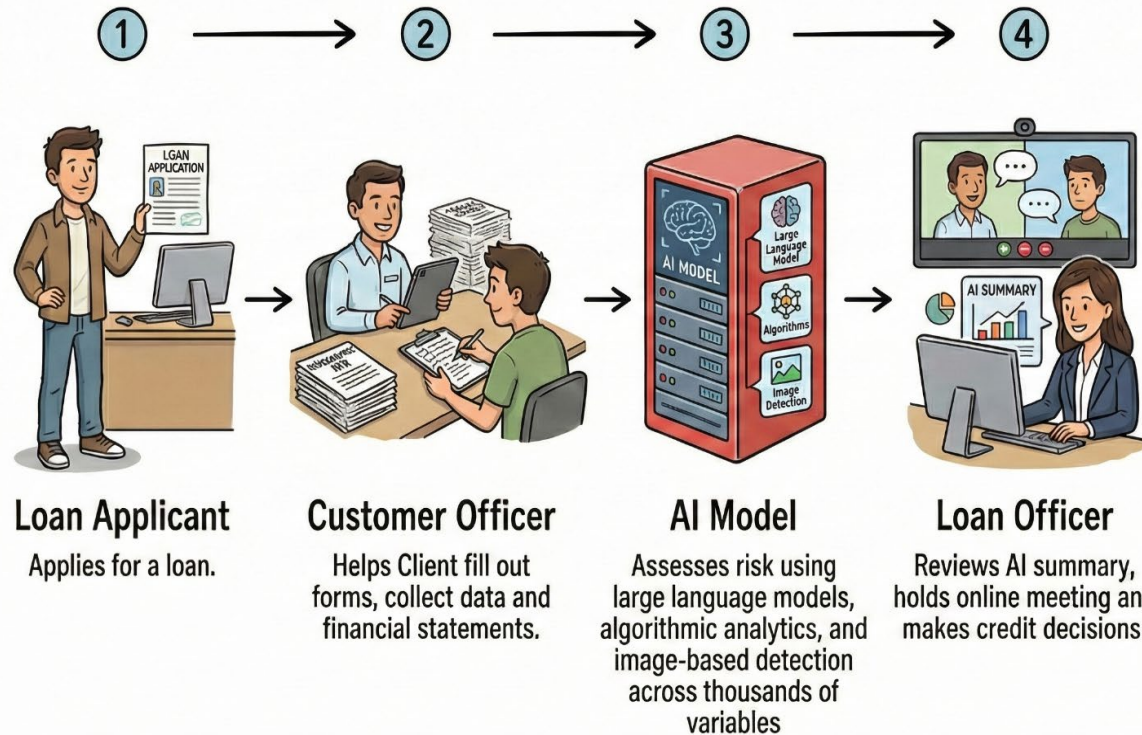 1
2
3
4
LGAN
APPLICATION
AI MODEL
Large
Language
Model
Algorithms
Image
Detection
AI SUMMARY
Loan Applicant
Applies for a loan.
Customer Officer
Helps Client fill out
forms, collect data and
financial statements.
AI Model
Assesses risk using
large language models,
algorithmic analytics, and
image-based detection
across thousands of
variables
Loan Officer
Reviews AI summary,
holds online meeting an
makes credit decisions